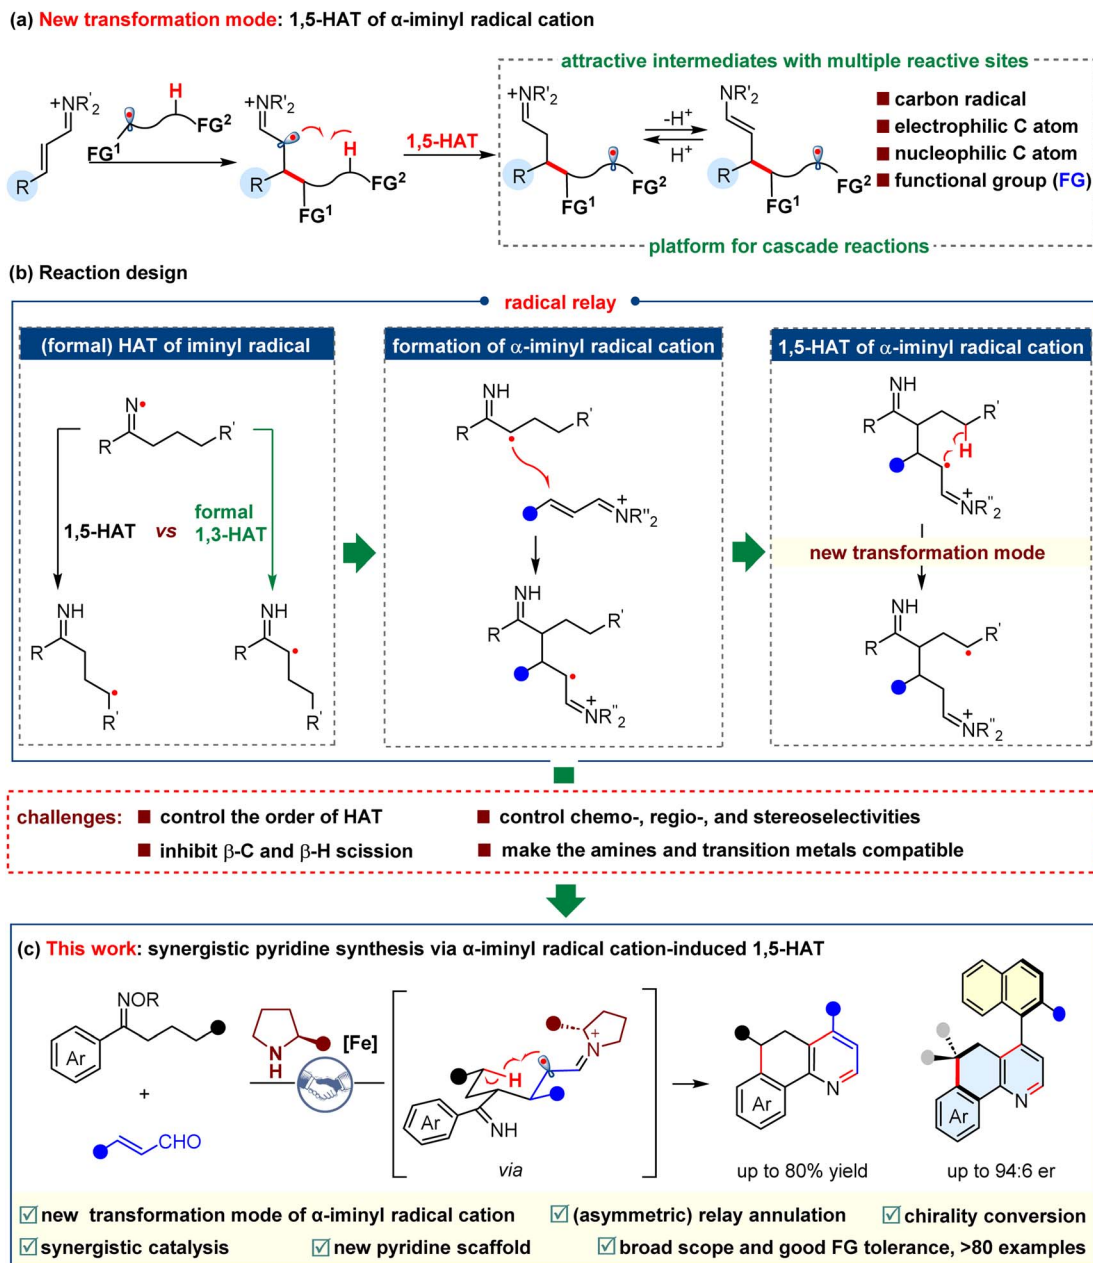 (a) New transformation mode: 1,5-HAT of α-iminyl radical cation
attractive intermediates with multiple reactive sites
+NR'2
H
FG1
FG2
R
+NR'2
H
R
FG2
FG1
1,5-HAT
+NR'2
R
FG2
FG1
-H+
H+
NR'2
R
FG2
FG1
carbon radical
electrophilic C atom
nucleophilic C atom
functional group (FG)
platform for cascade reactions
(b) Reaction design
radical relay
(formal) HAT of iminyl radical
formation of α-iminyl radical cation
1,5-HAT of α-iminyl radical cation
N
R
R'
1,5-HAT vs formal 1,3-HAT
NH
R
R'
NH
R
R'
NH
R
R'
+
NR"2
NH
R
R'
+
NR"2
NH
R
R'
H
+
NR"2
new transformation mode
NH
R
R'
+
NR"2
challenges:
control the order of HAT
control chemo-, regio-, and stereoselectivities
inhibit β-C and β-H scission
make the amines and transition metals compatible
(c) This work: synergistic pyridine synthesis via α-iminyl radical cation-induced 1,5-HAT
NOR
Ar
+
CHO
N
H
[Fe]
H
N
+
Ar
NH
via
Ar
N
up to 80% yield
Ar
N
up to 94:6 er
new transformation mode of α-iminyl radical cation
(asymmetric) relay annulation
chirality conversion
synergistic catalysis
new pyridine scaffold
broad scope and good FG tolerance, >80 examples